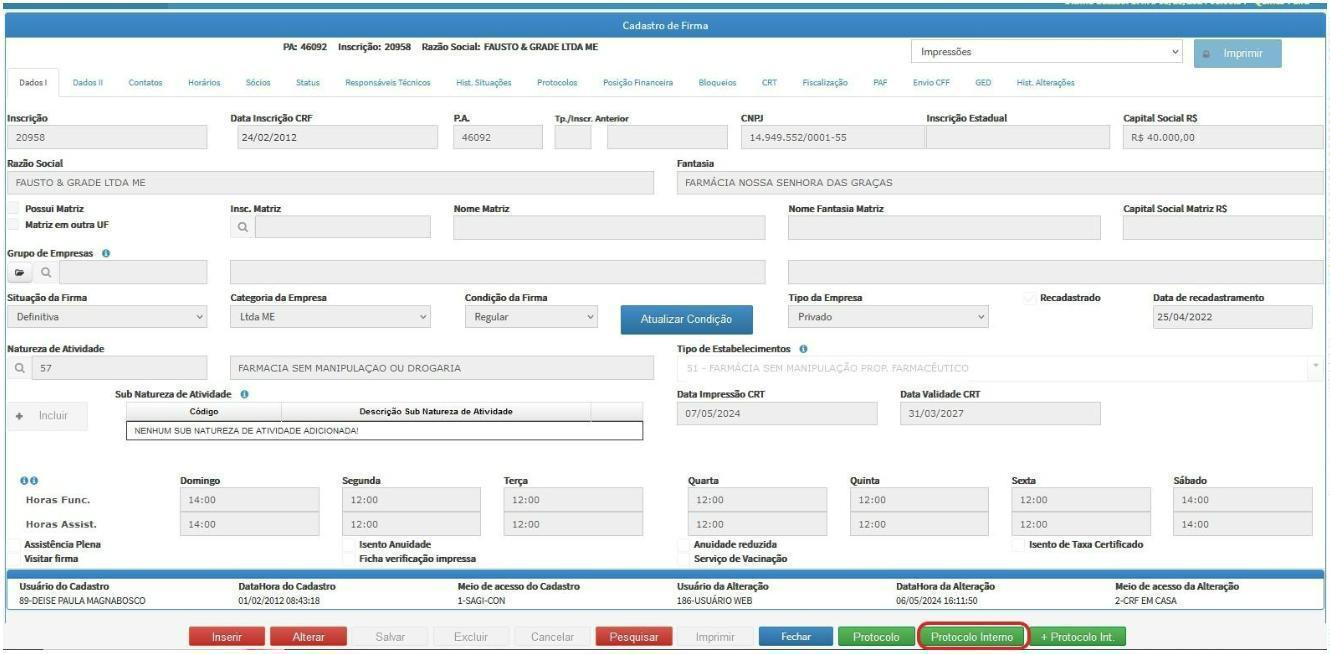 Cadastro de Firma
PA: 46092 Inscrição: 20958 Razão Social: FAUSTO & GRADE LTDA ME
Impressões
Imprimir
Dados I Dados II Contatos Horários Sócios Status Responsáveis Técnicos Hist. Situações Protocolos Posição Financeira Bloqueios CRT Fiscalização PAF Envio CFF GED Hist. Alterações
Inscrição Data Inscrição CRF P.A. Tp./Inscr. Anterior CNPJ Inscrição Estadual Capital Social R$
20958 24/02/2012 46092 14.949.552/0001-55 R$ 40.000,00
Razão Social Fantasia
FAUSTO & GRADE LTDA ME FARMÁCIA NOSSA SENHORA DAS GRAÇAS
Possui Matriz Insc. Matriz Nome Matriz Nome Fantasia Matriz Capital Social Matriz R$
Matriz em outra UF
Grupo de Empresas
Situação da Firma Categoria da Empresa Condição da Firma Tipo da Empresa Recadastrado Data de recadastramento
Definitiva Ltda ME Regular Atualizar Condição Privado 25/04/2022
Natureza de Atividade Tipo de Estabelecimentos
57 FARMACIA SEM MANIPULAÇAO OU DROGARIA 51 - FARMÁCIA SEM MANIPULAÇÃO PROP. FARMACÊUTICO
Sub Natureza de Atividade Data Impressão CRT Data Validade CRT
+ Incluir Código Descrição Sub Natureza de Atividade 07/05/2024 31/03/2027
NENHUM SUB NATUREZA DE ATIVIDADE ADICIONADA!
Domingo Segunda Terça Quarta Quinta Sexta Sábado
Horas Func. 14:00 12:00 12:00 12:00 12:00 12:00 14:00
Horas Assist. 14:00 12:00 12:00 12:00 12:00 12:00 14:00
Assistência Plena Isento Anuidade Anuidade reduzida Isento de Taxa Certificado
Visitar firma Ficha verificação impressa Serviço de Vacinação
Usuário do Cadastro DataHora do Cadastro Meio de acesso do Cadastro Usuário da Alteração DataHora da Alteração Meio de acesso da Alteração
89-DEISE PAULA MAGNABOSCO 01/02/2012 08:43:18 1-SAGI-CON 186-USUÁRIO WEB 06/05/2024 16:11:50 2-CRF EM CASA
Inserir Alterar Salvar Excluir Cancelar Pesquisar Imprimir Fechar Protocolo Protocolo Interno + Protocolo Int.